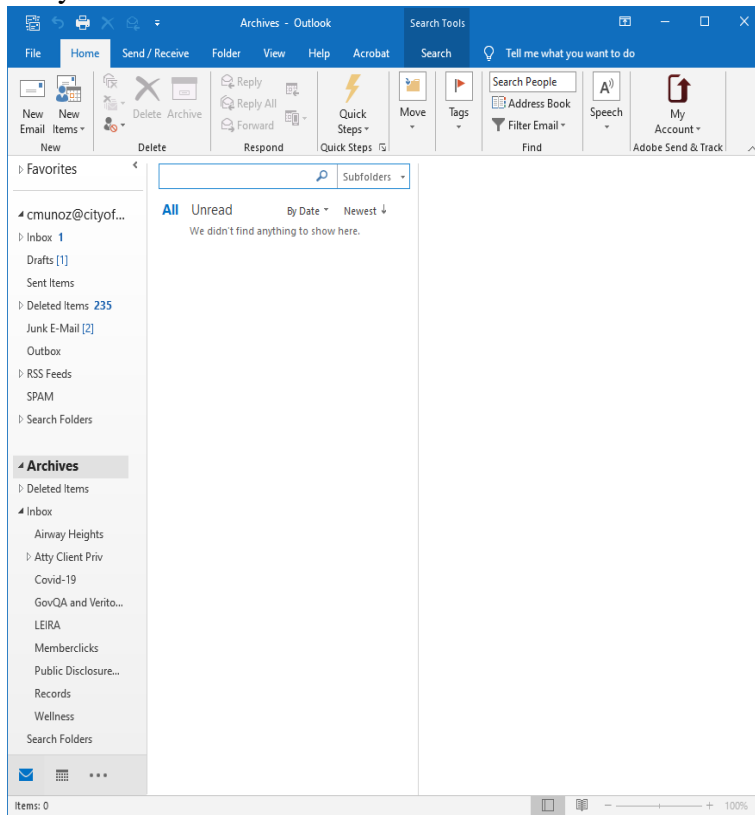 Archives - Outlook
Search Tools
File Home Send / Receive Folder View Help Acrobat Search Tell me what you want to do
New Email
New Items
Delete
Archive
Reply
Reply All
Forward
Quick Steps
Move
Tags
Search People
Address Book
Filter Email
Speech
My Account
New Delete Respond Quick Steps Find Adobe Send & Track
Favorites
Subfolders
cmunoz@cityof...
All Unread By Date Newest
We didn't find anything to show here.
Inbox 1
Drafts [1]
Sent Items
Deleted Items 235
Junk E-Mail [2]
Outbox
RSS Feeds
SPAM
Search Folders
Archives
Deleted Items
Inbox
Airway Heights
Atty Client Priv
Covid-19
GovQA and Verito...
LEIRA
Memberclicks
Public Disclosure...
Records
Wellness
Search Folders
Items: 0
100%